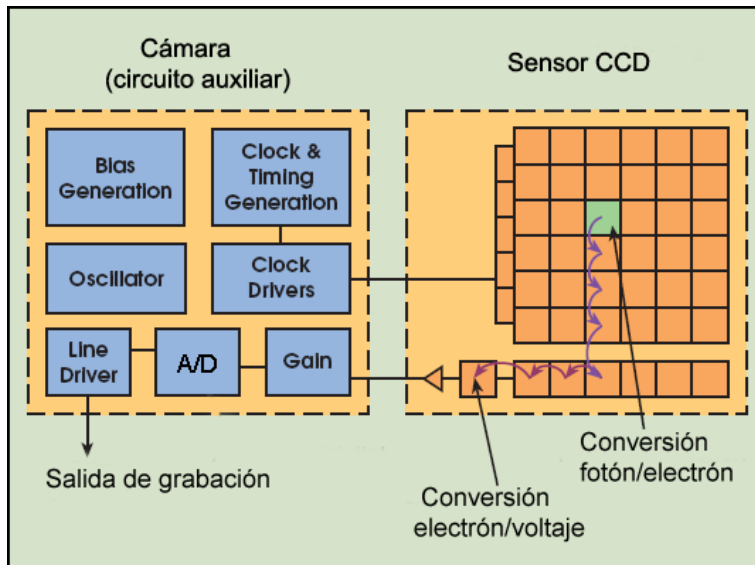 Cámara
(circuito auxiliar)
Sensor CCD
Bias
Generation
Clock &
Timing
Generation
Oscillator
Clock
Drivers
Line
Driver
A/D
Gain
Salida de grabación
Conversión
electrón/voltaje
Conversión
fotón/electrón